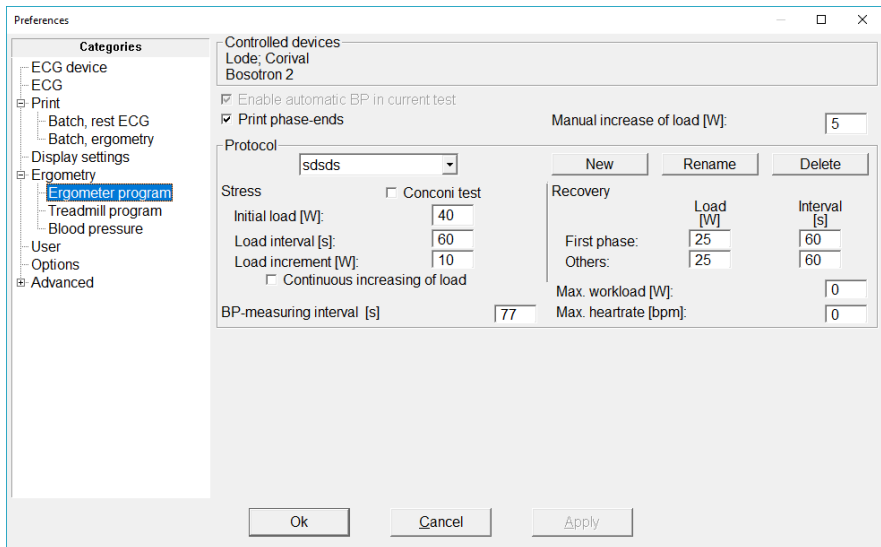 Preferences
Categories
ECG device
ECG
Print
Batch, rest ECG
Batch, ergometry
Display settings
Ergometry
Ergometer program
Treadmill program
Blood pressure
User
Options
Advanced
Controlled devices
Lode; Corival
Bosotron 2
Enable automatic BP in current test
Print phase-ends
Manual increase of load [W]: 5
Protocol
sdsds
New Rename Delete
Stress
Conconi test
Initial load [W]: 40
Load interval [s]: 60
Load increment [W]: 10
Continuous increasing of load
BP-measuring interval [s] 77
Recovery
Load [W] Interval [s]
First phase: 25 60
Others: 25 60
Max. workload [W]: 0
Max. heartrate [bpm]: 0
Ok Cancel Apply